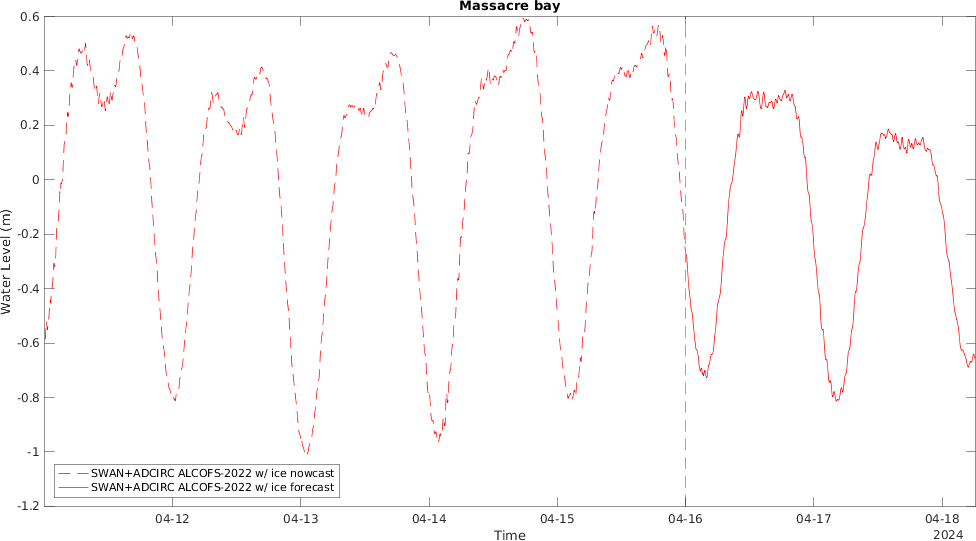 Massacre bay
0.6
0.4
0.2
0
-0.2
-0.4
-0.6
-0.8
-1
-1.2
Water Level (m)
SWAN+ADCIRC ALCOFS-2022 w/ ice nowcast
SWAN+ADCIRC ALCOFS-2022 w/ ice forecast
04-12 04-13 04-14 04-15 04-16 04-17 04-18
Time 2024